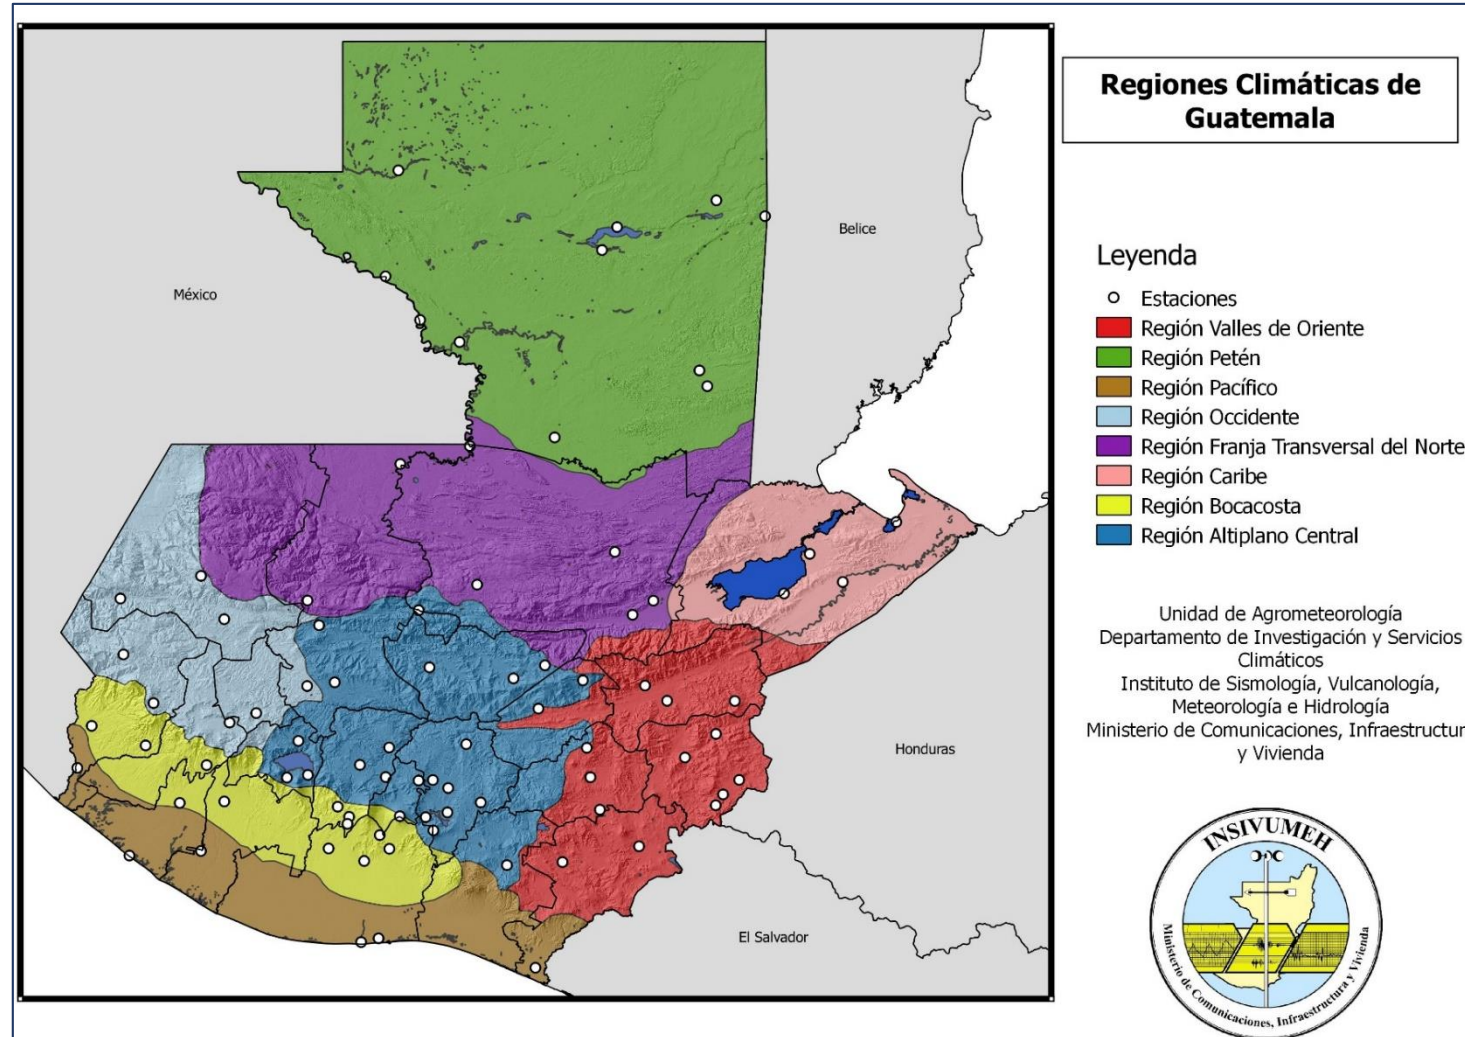 Regiones Climáticas de
Guatemala
México
Belice
Honduras
El Salvador
Leyenda
Estaciones
Región Valles de Oriente
Región Petén
Región Pacífico
Región Occidente
Región Franja Transversal del Norte
Región Caribe
Región Bocacosta
Región Altiplano Central
Unidad de Agrometeorología
Departamento de Investigación y Servicios
Climáticos
Instituto de Sismología, Vulcanología,
Meteorología e Hidrología
Ministerio de Comunicaciones, Infraestructur
y Vivienda
INSIVUMEH
Ministerio de Comunicaciones, Infraestructura y Vivienda